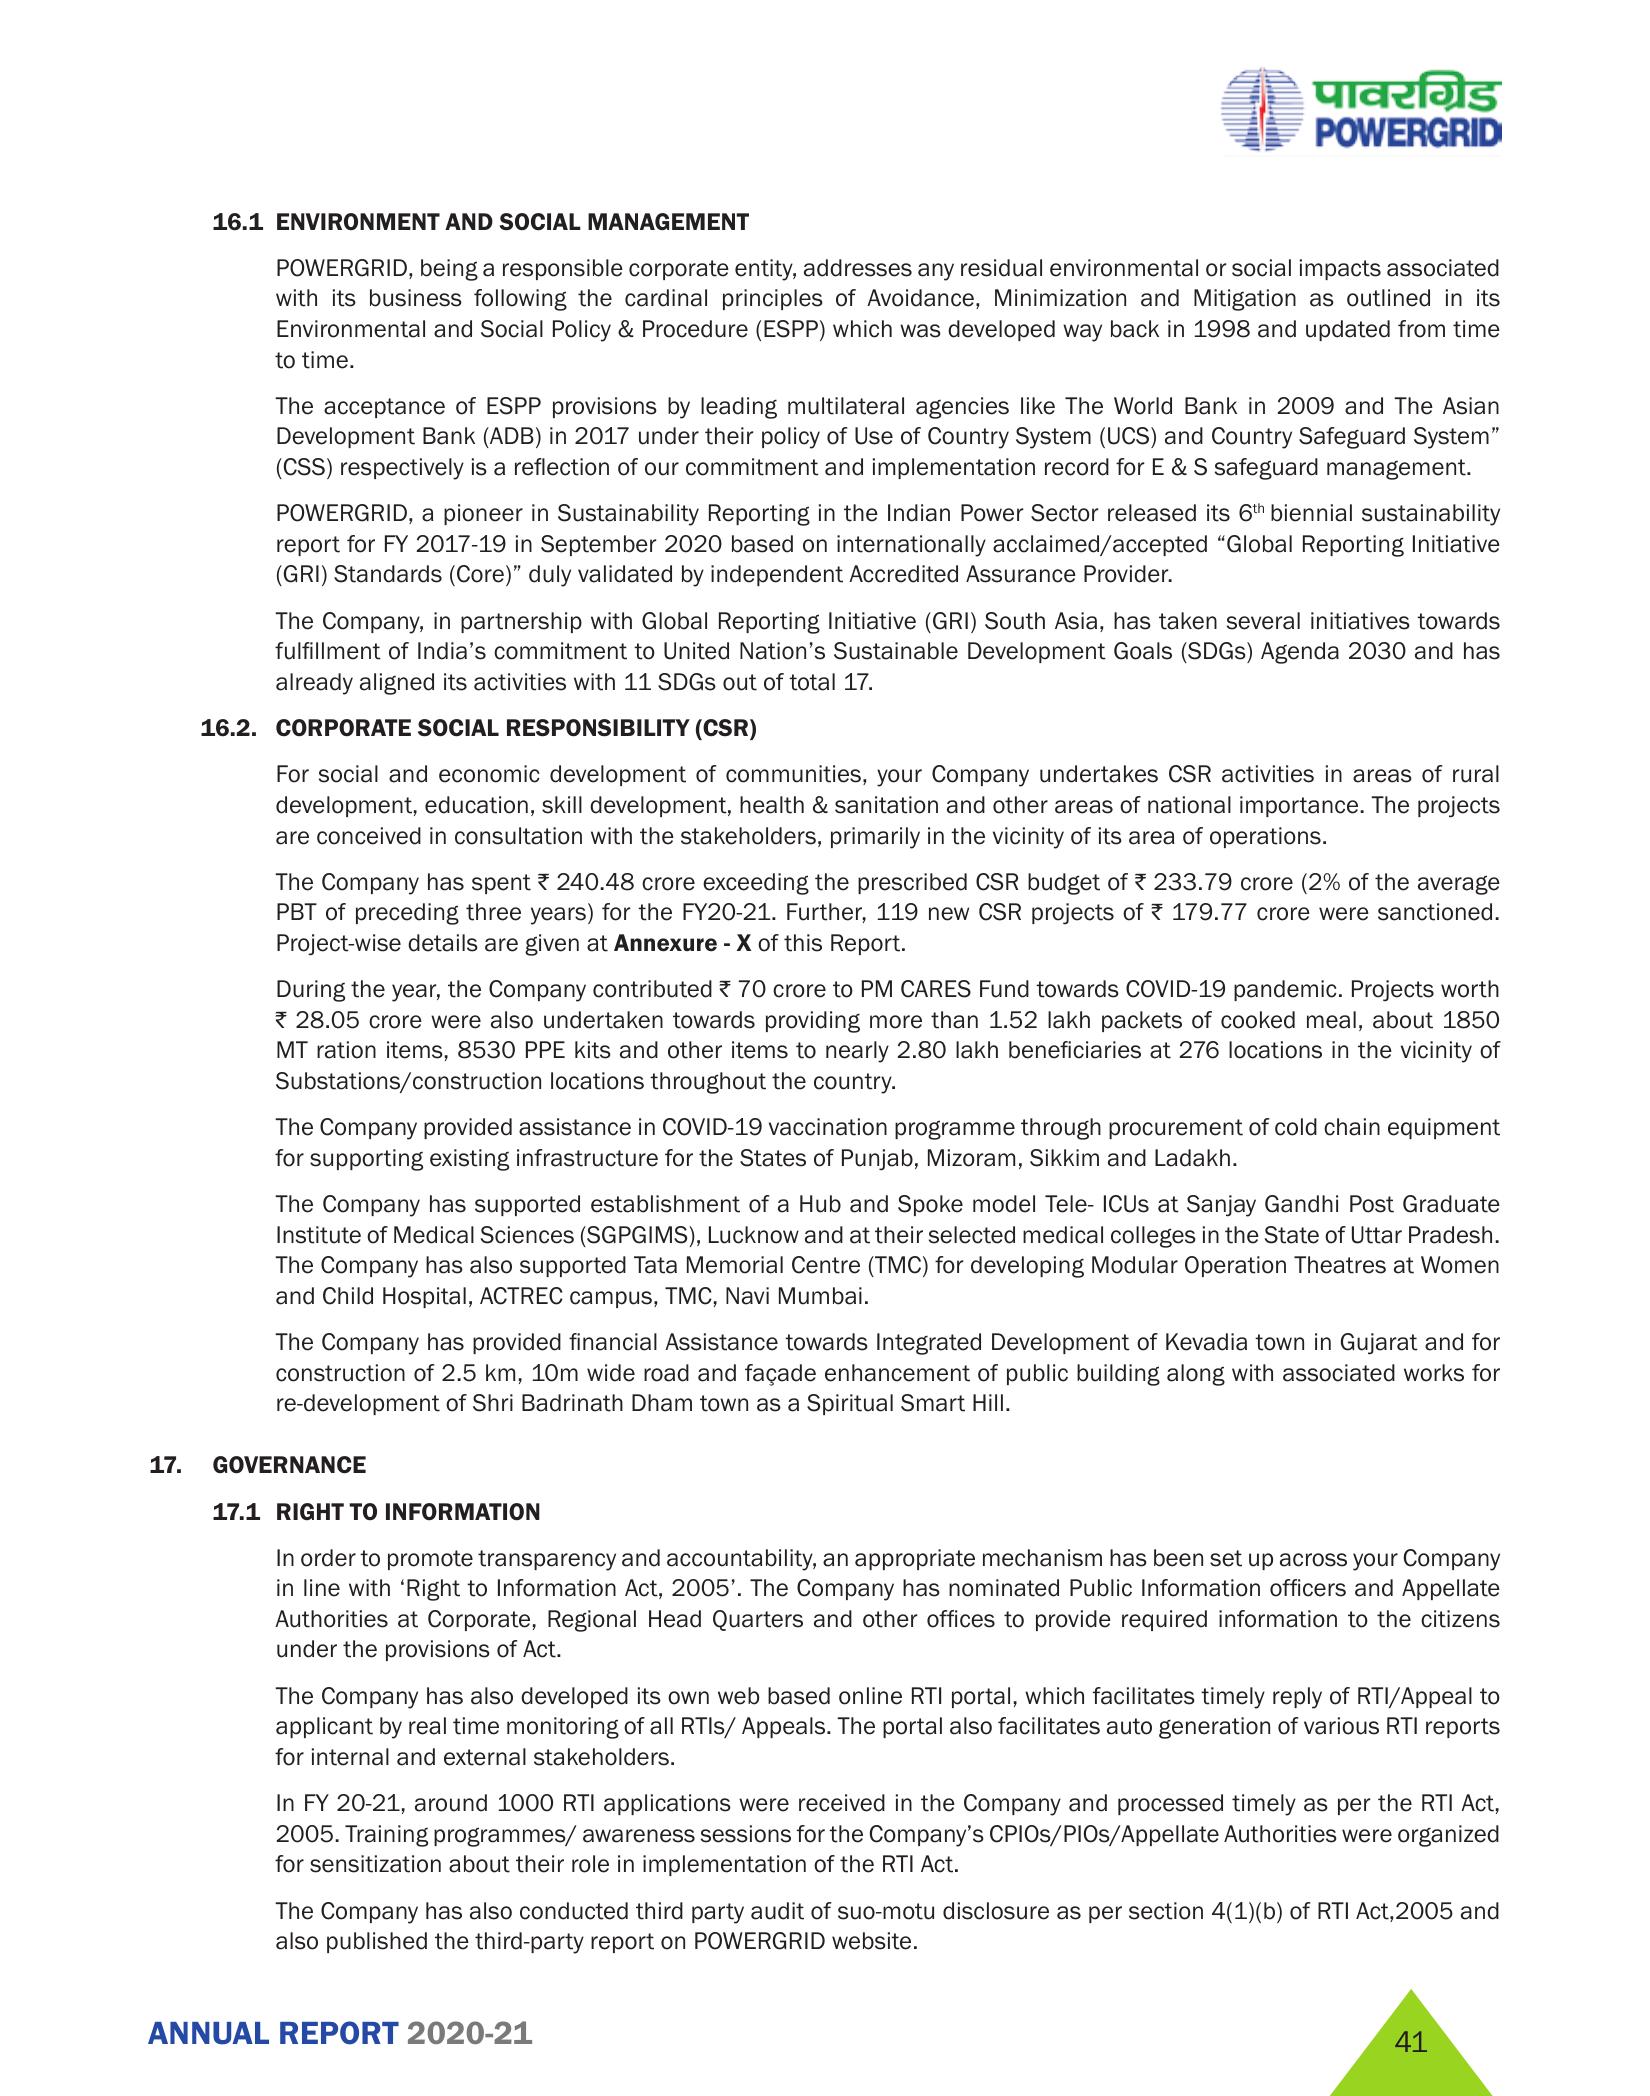 पावरग्रिड
POWERGRID
16.1 ENVIRONMENT AND SOCIAL MANAGEMENT
POWERGRID, being a responsible corporate entity, addresses any residual environmental or social impacts associated
with its business following the cardinal principles of Avoidance, Minimization and Mitigation as outlined in its
Environmental and Social Policy & Procedure (ESPP) which was developed way back in 1998 and updated from time
to time.
The acceptance of ESPP provisions by leading multilateral agencies like The World Bank in 2009 and The Asian
Development Bank (ADB) in 2017 under their policy of Use of Country System (UCS) and Country Safeguard System”
(CSS) respectively is a reflection of our commitment and implementation record for E & S safeguard management.
POWERGRID, a pioneer in Sustainability Reporting in the Indian Power Sector released its 6th biennial sustainability
report for FY 2017-19 in September 2020 based on internationally acclaimed/accepted “Global Reporting Initiative
(GRI) Standards (Core)” duly validated by independent Accredited Assurance Provider.
The Company, in partnership with Global Reporting Initiative (GRI) South Asia, has taken several initiatives towards
fulfillment of India’s commitment to United Nation’s Sustainable Development Goals (SDGs) Agenda 2030 and has
already aligned its activities with 11 SDGs out of total 17.
16.2. CORPORATE SOCIAL RESPONSIBILITY (CSR)
For social and economic development of communities, your Company undertakes CSR activities in areas of rural
development, education, skill development, health & sanitation and other areas of national importance. The projects
are conceived in consultation with the stakeholders, primarily in the vicinity of its area of operations.
The Company has spent ₹ 240.48 crore exceeding the prescribed CSR budget of ₹ 233.79 crore (2% of the average
PBT of preceding three years) for the FY20-21. Further, 119 new CSR projects of ₹ 179.77 crore were sanctioned.
Project-wise details are given at Annexure - X of this Report.
During the year, the Company contributed ₹ 70 crore to PM CARES Fund towards COVID-19 pandemic. Projects worth
₹ 28.05 crore were also undertaken towards providing more than 1.52 lakh packets of cooked meal, about 1850
MT ration items, 8530 PPE kits and other items to nearly 2.80 lakh beneficiaries at 276 locations in the vicinity of
Substations/construction locations throughout the country.
The Company provided assistance in COVID-19 vaccination programme through procurement of cold chain equipment
for supporting existing infrastructure for the States of Punjab, Mizoram, Sikkim and Ladakh.
The Company has supported establishment of a Hub and Spoke model Tele- ICUs at Sanjay Gandhi Post Graduate
Institute of Medical Sciences (SGPGIMS), Lucknow and at their selected medical colleges in the State of Uttar Pradesh.
The Company has also supported Tata Memorial Centre (TMC) for developing Modular Operation Theatres at Women
and Child Hospital, ACTREC campus, TMC, Navi Mumbai.
The Company has provided financial Assistance towards Integrated Development of Kevadia town in Gujarat and for
construction of 2.5 km, 10m wide road and façade enhancement of public building along with associated works for
re-development of Shri Badrinath Dham town as a Spiritual Smart Hill.
17. GOVERNANCE
17.1 RIGHT TO INFORMATION
In order to promote transparency and accountability, an appropriate mechanism has been set up across your Company
in line with ‘Right to Information Act, 2005’. The Company has nominated Public Information officers and Appellate
Authorities at Corporate, Regional Head Quarters and other offices to provide required information to the citizens
under the provisions of Act.
The Company has also developed its own web based online RTI portal, which facilitates timely reply of RTI/Appeal to
applicant by real time monitoring of all RTIs/ Appeals. The portal also facilitates auto generation of various RTI reports
for internal and external stakeholders.
In FY 20-21, around 1000 RTI applications were received in the Company and processed timely as per the RTI Act,
2005. Training programmes/ awareness sessions for the Company’s CPIOs/PIOs/Appellate Authorities were organized
for sensitization about their role in implementation of the RTI Act.
The Company has also conducted third party audit of suo-motu disclosure as per section 4(1)(b) of RTI Act,2005 and
also published the third-party report on POWERGRID website.
ANNUAL REPORT 2020-21
41